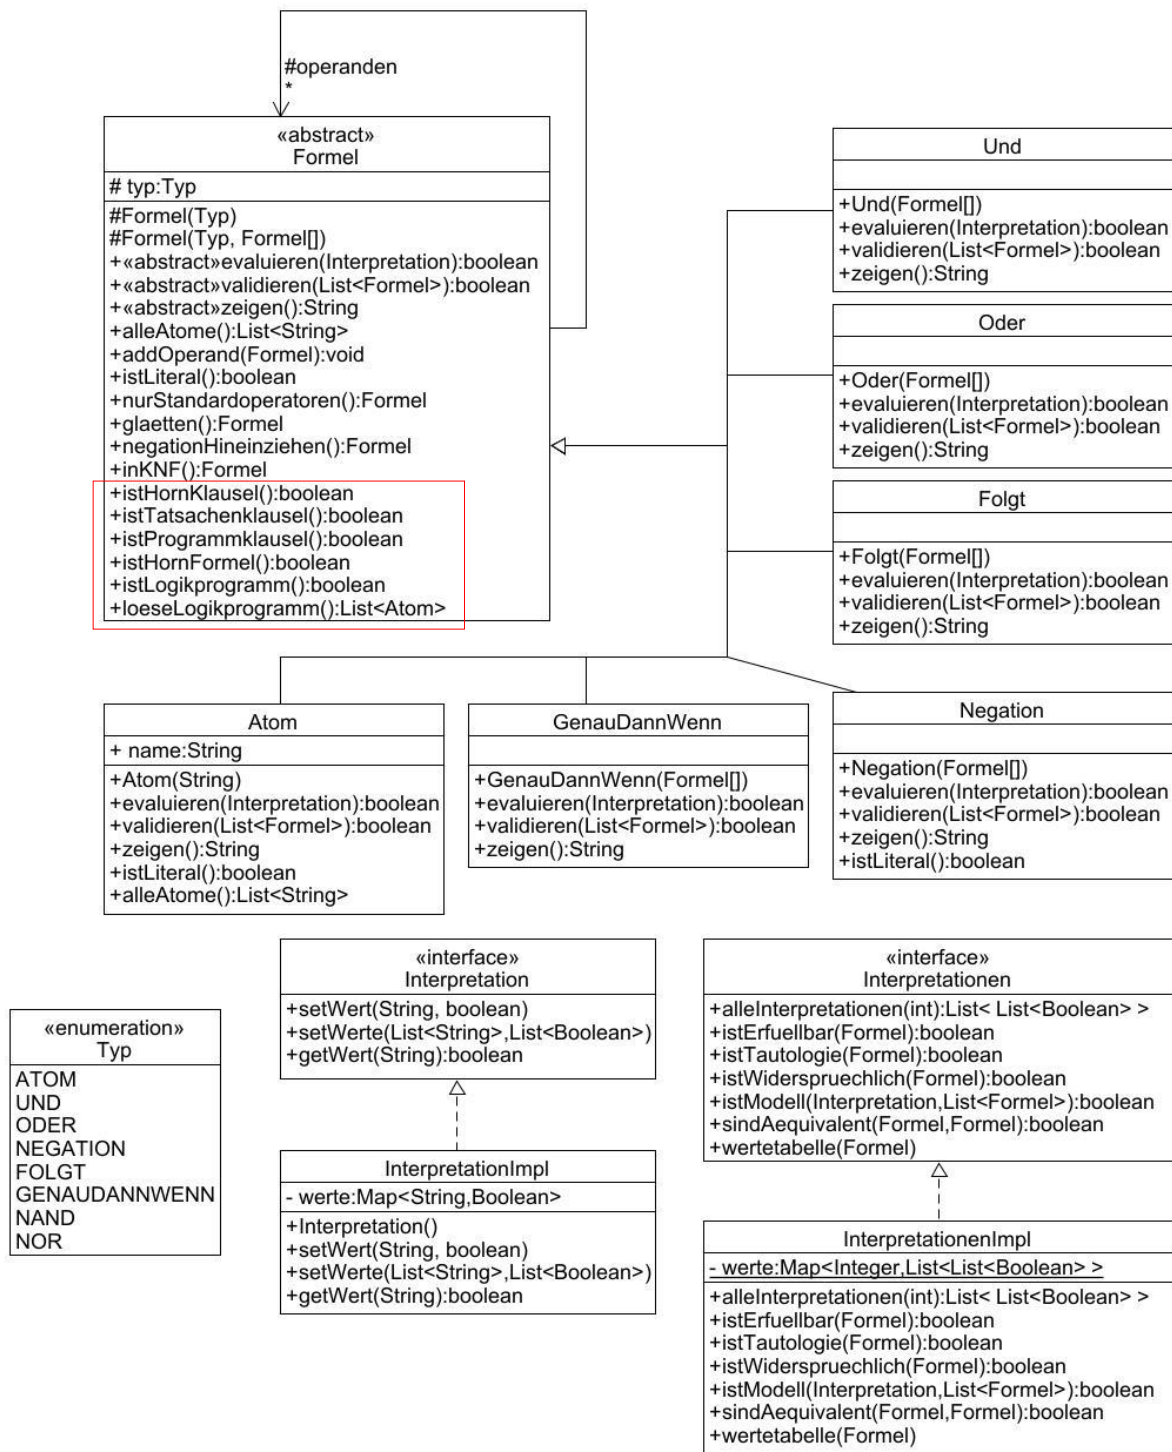 #operanden
*
«abstract»
Formel
# typ:Typ
#Formel(Typ)
#Formel(Typ, Formel[])
+«abstract»evaluieren(Interpretation):boolean
+«abstract»validieren(List<Formel>):boolean
+«abstract»zeigen():String
+alleAtome():List<String>
+addOperand(Formel):void
+istLiteral():boolean
+nurStandardoperatoren():Formel
+glaetten():Formel
+negationHineinziehen():Formel
+inKNF():Formel
+istHornKlausel():boolean
+istTatsachenklausel():boolean
+istProgrammklausel():boolean
+istHornFormel():boolean
+istLogikprogramm():boolean
+loeseLogikprogramm():List<Atom>
Und
+Und(Formel[])
+evaluieren(Interpretation):boolean
+validieren(List<Formel>):boolean
+zeigen():String
Oder
+Oder(Formel[])
+evaluieren(Interpretation):boolean
+validieren(List<Formel>):boolean
+zeigen():String
Folgt
+Folgt(Formel[])
+evaluieren(Interpretation):boolean
+validieren(List<Formel>):boolean
+zeigen():String
Atom
+ name:String
+Atom(String)
+evaluieren(Interpretation):boolean
+validieren(List<Formel>):boolean
+zeigen():String
+istLiteral():boolean
+alleAtome():List<String>
GenauDannWenn
+GenauDannWenn(Formel[])
+evaluieren(Interpretation):boolean
+validieren(List<Formel>):boolean
+zeigen():String
Negation
+Negation(Formel[])
+evaluieren(Interpretation):boolean
+validieren(List<Formel>):boolean
+zeigen():String
+istLiteral():boolean
«enumeration»
Typ
ATOM
UND
ODER
NEGATION
FOLGT
GENAUDANNWENN
NAND
NOR
«interface»
Interpretation
+setWert(String, boolean)
+setWerte(List<String>,List<Boolean>)
+getWert(String):boolean
InterpretationImpl
- werte:Map<String,Boolean>
+Interpretation()
+setWert(String, boolean)
+setWerte(List<String>,List<Boolean>)
+getWert(String):boolean
«interface»
Interpretationen
+alleInterpretationen(int):List< List<Boolean> >
+istErfuellbar(Formel):boolean
+istTautologie(Formel):boolean
+istWiderspruechlich(Formel):boolean
+istModell(Interpretation,List<Formel>):boolean
+sindAequivalent(Formel,Formel):boolean
+wertetabelle(Formel)
InterpretationenImpl
- werte:Map<Integer,List<List<Boolean> >
+alleInterpretationen(int):List< List<Boolean> >
+istErfuellbar(Formel):boolean
+istTautologie(Formel):boolean
+istWiderspruechlich(Formel):boolean
+istModell(Interpretation,List<Formel>):boolean
+sindAequivalent(Formel,Formel):boolean
+wertetabelle(Formel)